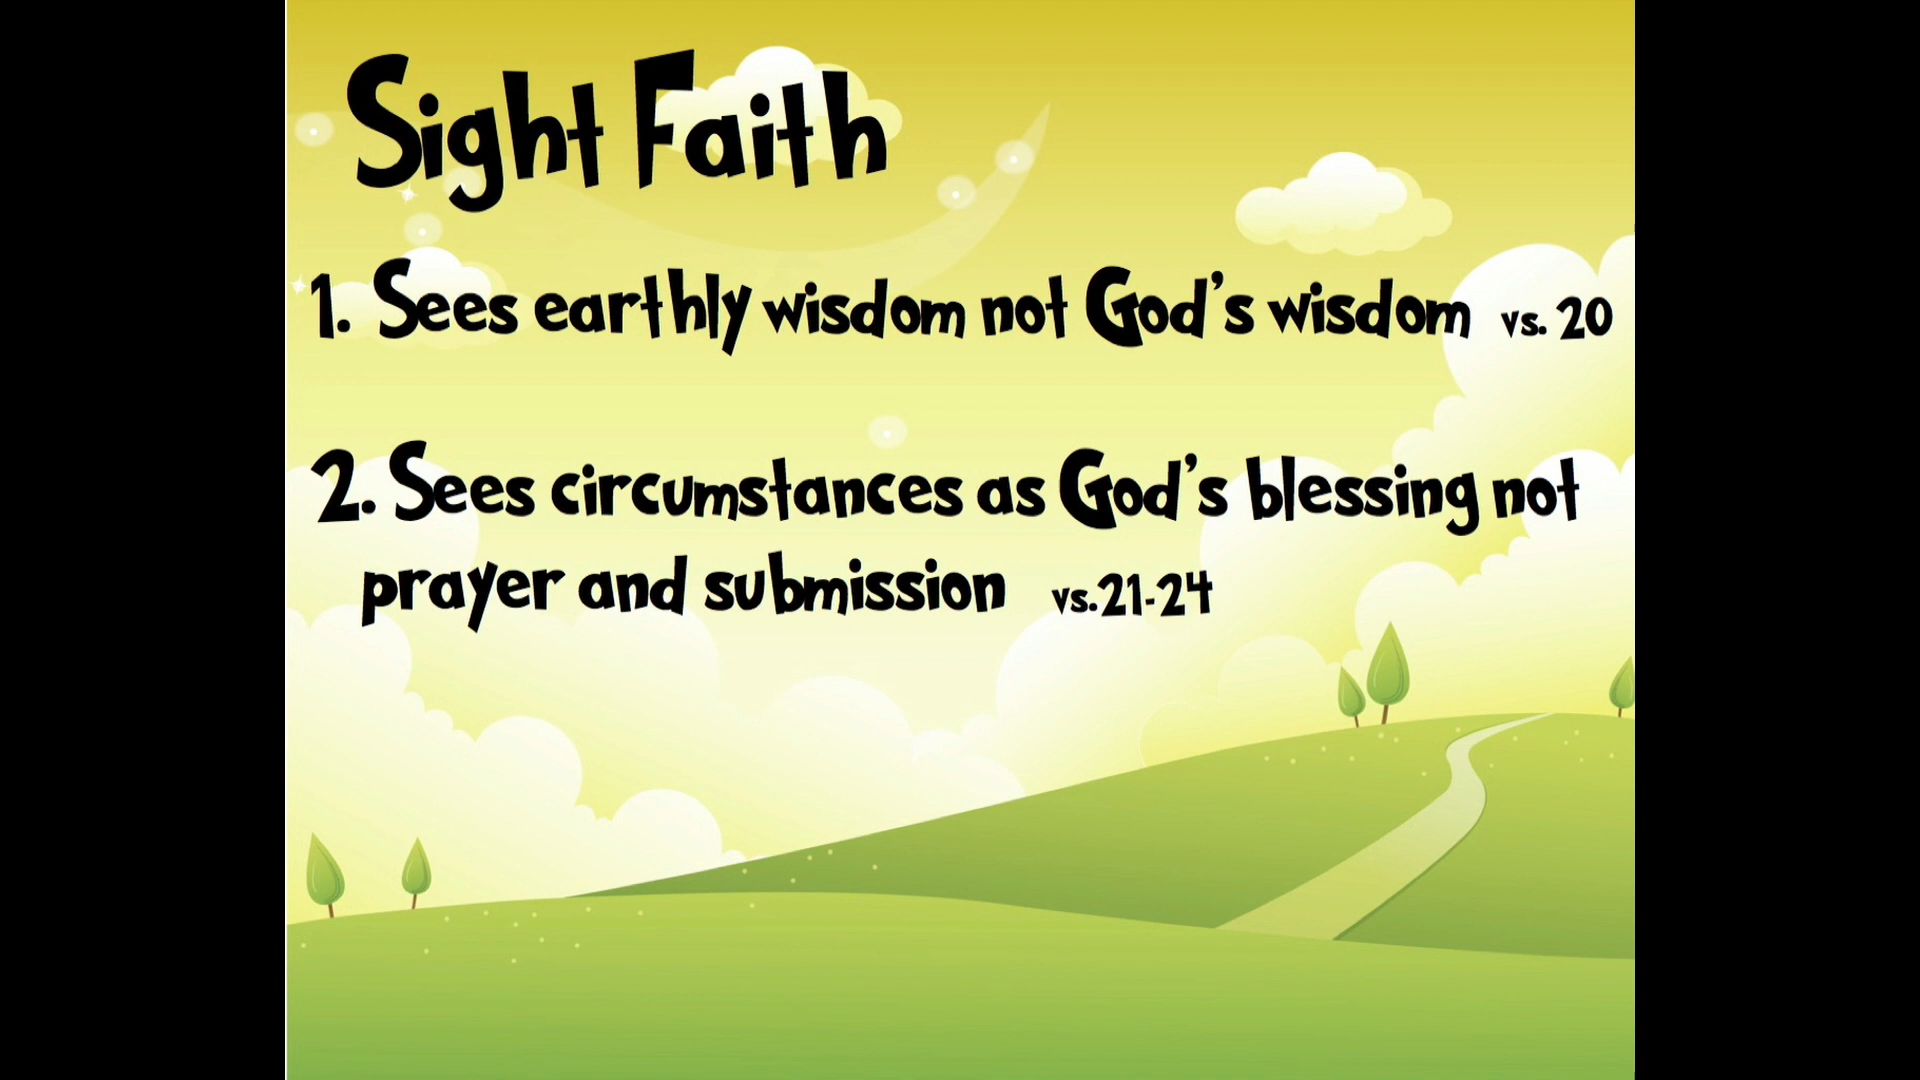 Sight Faith
1. Sees earthly wisdom not God's wisdom vs. 20
2. Sees circumstances as God's blessing not
prayer and submission vs.21-24